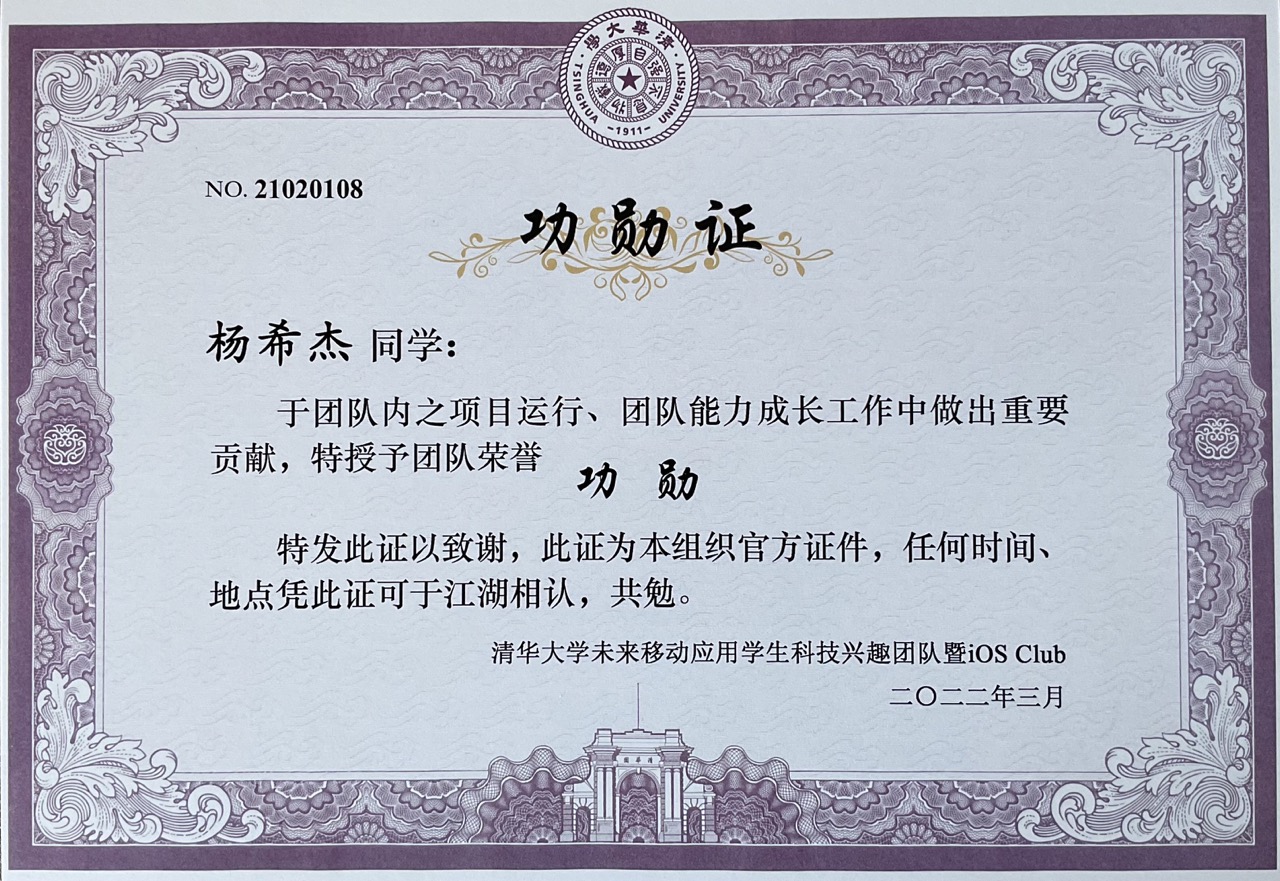 清華大學
自强不息厚德載物
TSINGHUA UNIVERSITY
-1911-
NO. 21020108
功勋证
杨希杰 同学：
于团队内之项目运行、团队能力成长工作中做出重要
贡献，特授予团队荣誉
功 勋
特发此证以致谢，此证为本组织官方证件，任何时间、
地点凭此证可于江湖相认，共勉。
清华大学未来移动应用学生科技兴趣团队暨iOS Club
二〇二二年三月
清華園